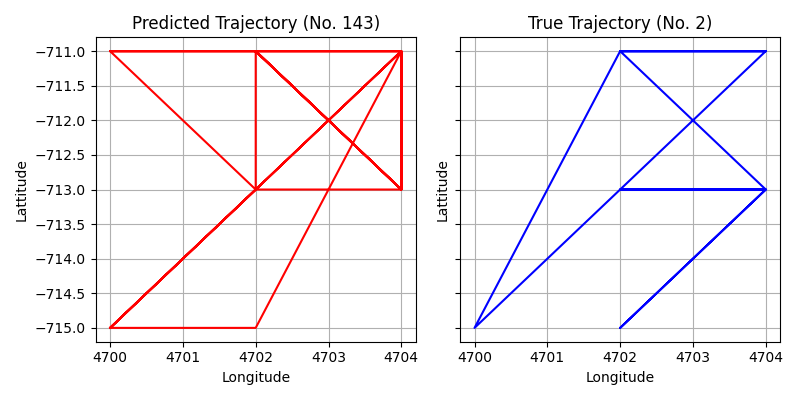 Predicted Trajectory (No. 143)
True Trajectory (No. 2)
Lattitude
−711.0
−711.5
−712.0
−712.5
−713.0
−713.5
−714.0
−714.5
−715.0
4700 4701 4702 4703 4704
Longitude
Lattitude
4700 4701 4702 4703 4704
Longitude